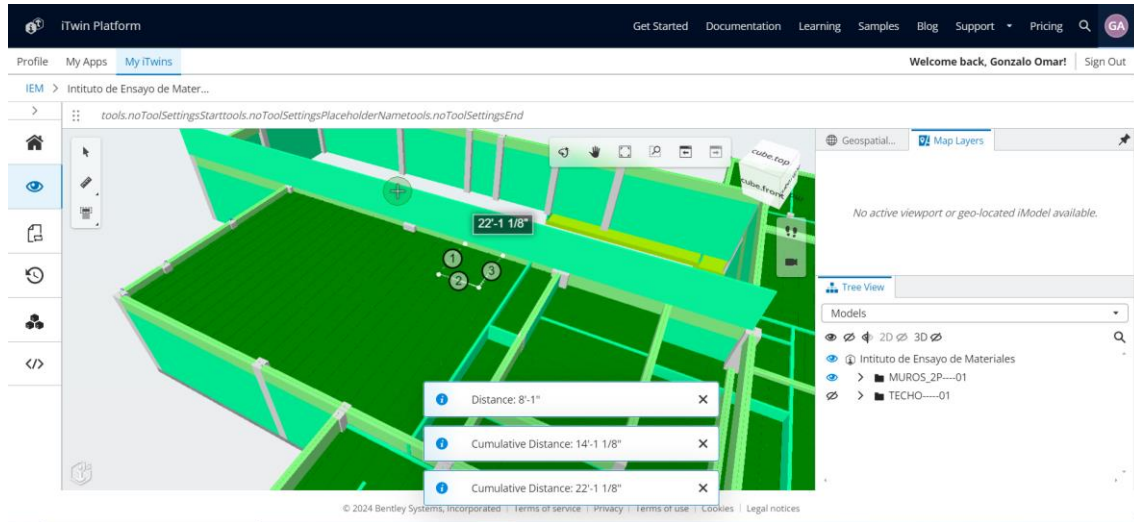 iTwin Platform
Get Started Documentation Learning Samples Blog Support Pricing GA
Profile My Apps My iTwins
Welcome back, Gonzalo Omar! Sign Out
IEM > Intituto de Ensayo de Mater...
tools.noToolSettingsStarttools.noToolSettingsPlaceholderNametools.noToolSettingsEnd
Geospatial... Map Layers
cube.top
cube.front
No active viewport or geo-located iModel available.
22'-1 1/8"
1
2
3
Tree View
Models
2D 3D
Intituto de Ensayo de Materiales
MUROS_2P----01
TECHO-----01
Distance: 8'-1"
Cumulative Distance: 14'-1 1/8"
Cumulative Distance: 22'-1 1/8"
© 2024 Bentley Systems, Incorporated | Terms of service | Privacy | Terms of use | Cookies | Legal notices